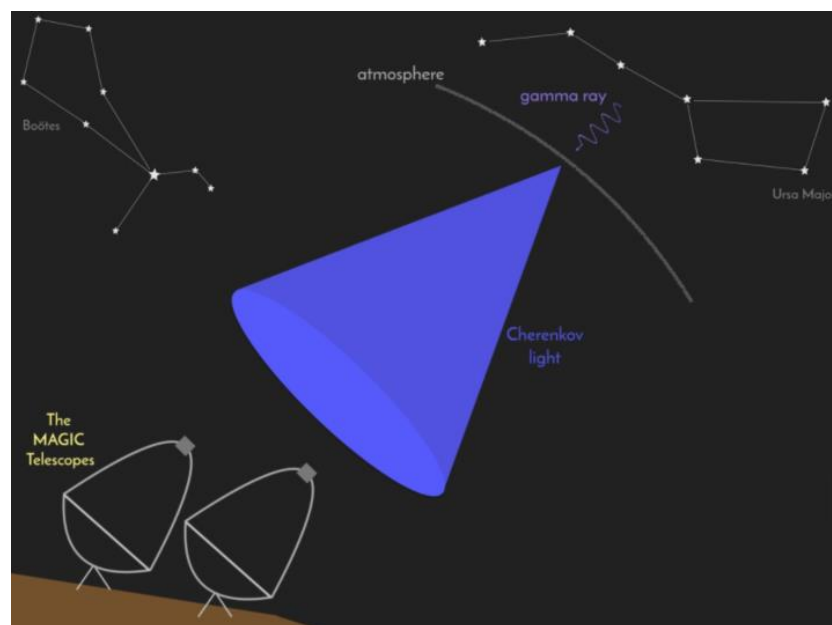 atmosphere
gamma ray
Boötes
Ursa Majo
Cherenkov
light
The
MAGIC
Telescopes